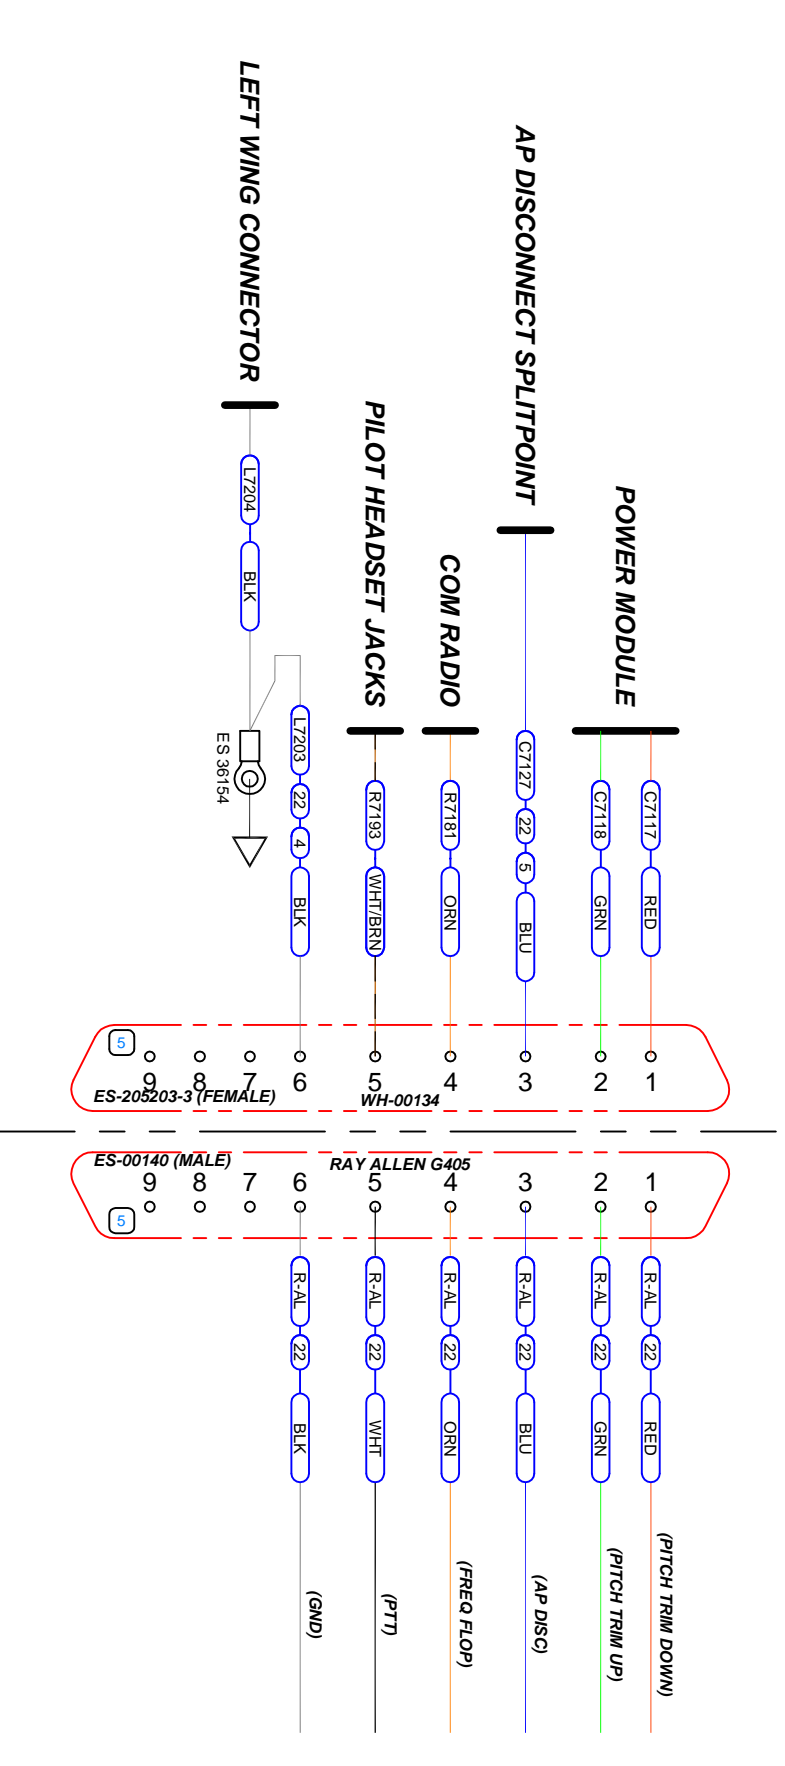 LEFT WING CONNECTOR
AP DISCONNECT SPLITPOINT
PILOT HEADSET JACKS
COM RADIO
POWER MODULE
L7204
BLK
ES 36154
L7203
22
4
BLK
R7193
WHT/BRN
R7181
ORN
C7127
22
5
BLU
C7118
GRN
C7117
RED
5
9 8 7 6 5 4 3 2 1
ES-205203-3 (FEMALE)
WH-00134
ES-00140 (MALE)
RAY ALLEN G405
9 8 7 6 5 4 3 2 1
5
R-AL
22
BLK
(GND)
R-AL
22
WHT
(PTT)
R-AL
22
ORN
(FREQ FLOP)
R-AL
22
BLU
(AP DISC)
R-AL
22
GRN
(PITCH TRIM UP)
R-AL
22
RED
(PITCH TRIM DOWN)